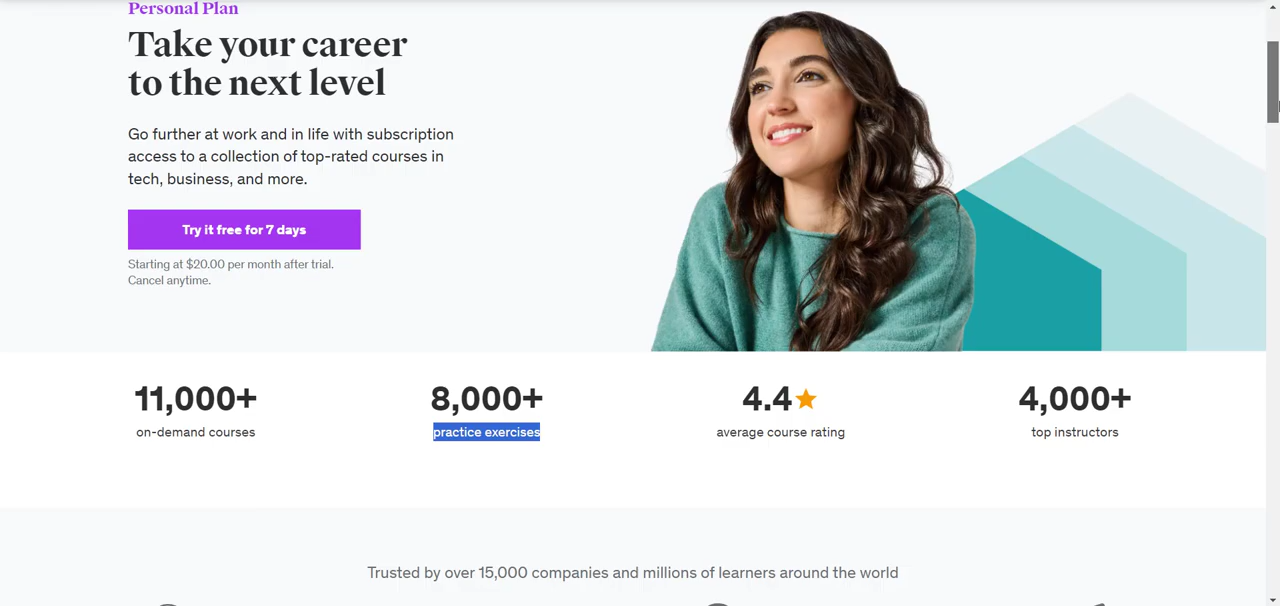 Personal Plan
Take your career
to the next level
Go further at work and in life with subscription
access to a collection of top-rated courses in
tech, business, and more.
Try it free for 7 days
Starting at $20.00 per month after trial.
Cancel anytime.
11,000+
on-demand courses
8,000+
practice exercises
4.4
average course rating
4,000+
top instructors
Trusted by over 15,000 companies and millions of learners around the world